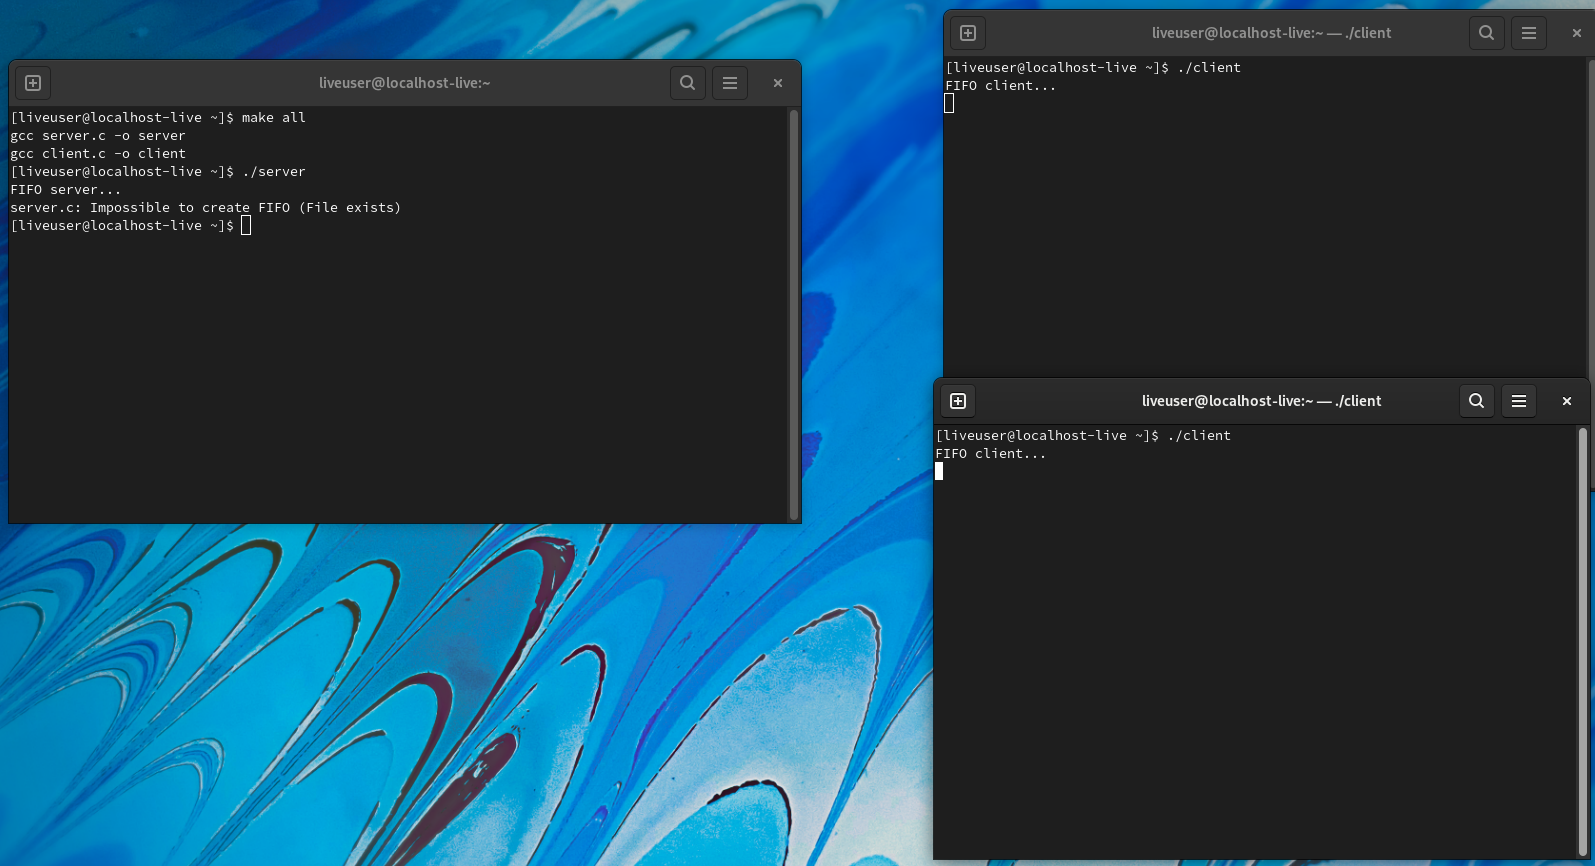 liveuser@localhost-live:~
[liveuser@localhost-live ~]$ make all
gcc server.c -o server
gcc client.c -o client
[liveuser@localhost-live ~]$ ./server
FIFO server...
server.c: Impossible to create FIFO (File exists)
[liveuser@localhost-live ~]$
liveuser@localhost-live:~ — ./client
[liveuser@localhost-live ~]$ ./client
FIFO client...
liveuser@localhost-live:~ — ./client
[liveuser@localhost-live ~]$ ./client
FIFO client...